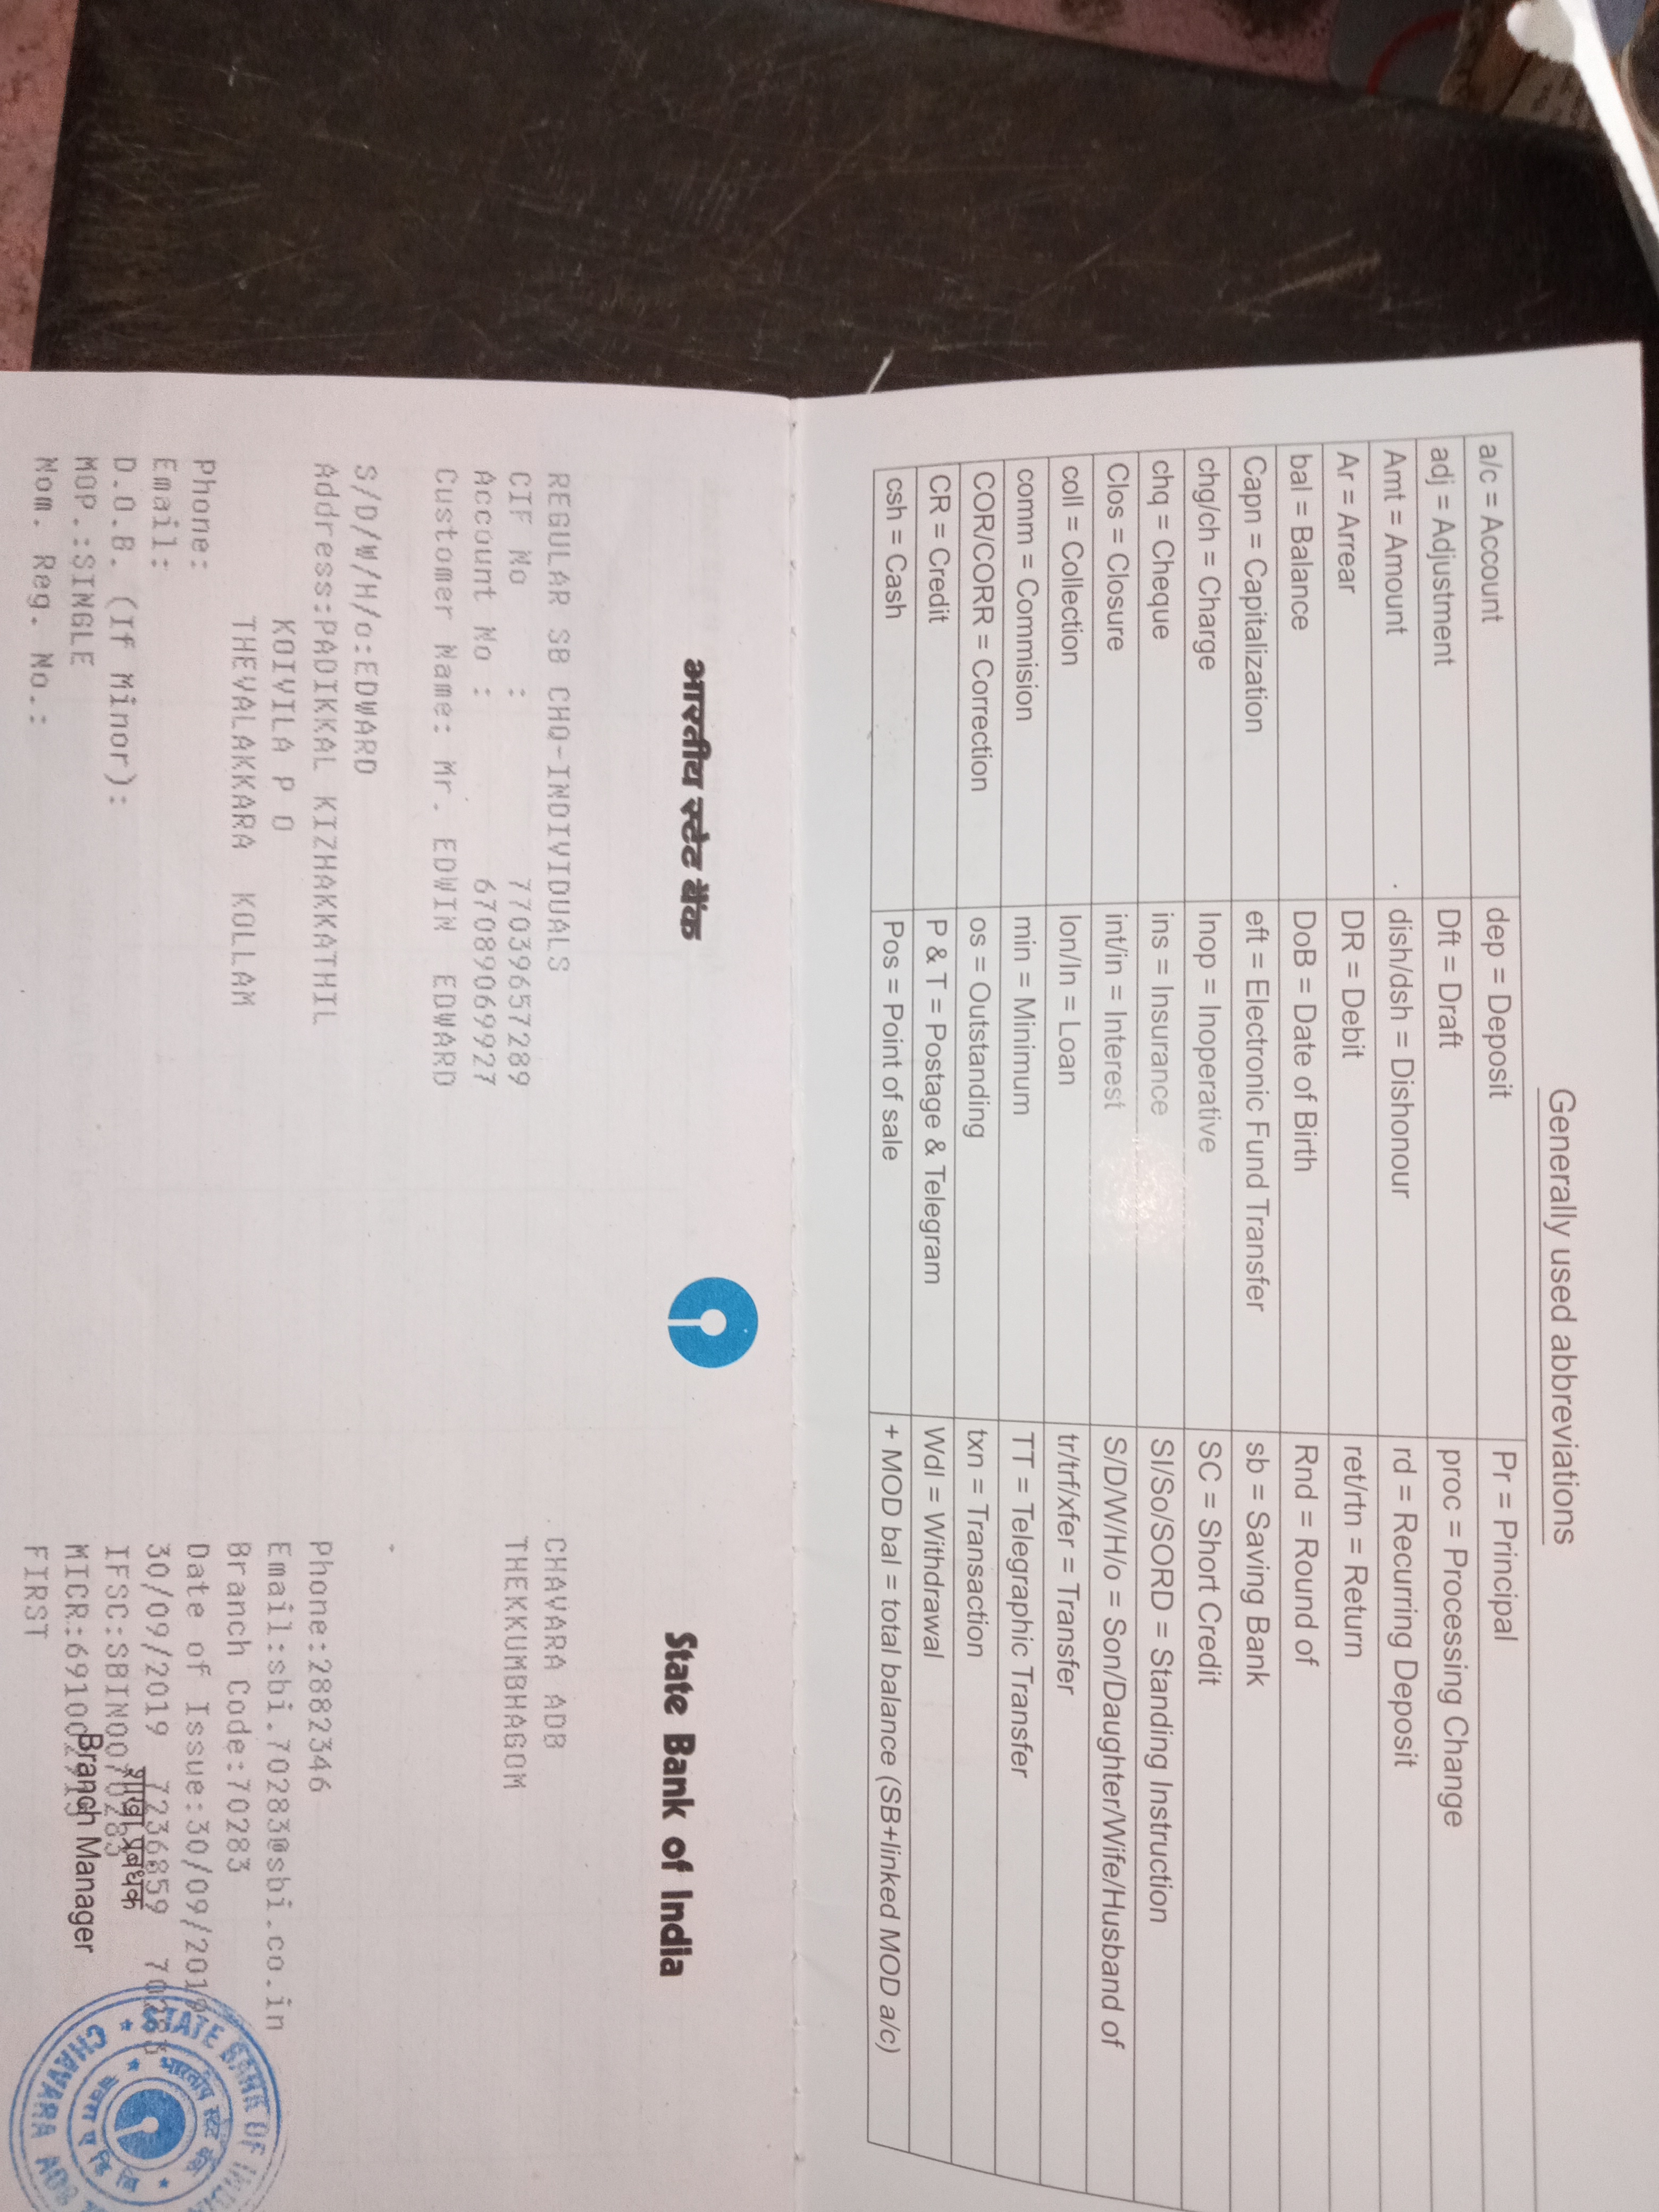 Generally used abbreviations
a/c = Account dep = Deposit Pr = Principal
adj = Adjustment Dft = Draft proc = Processing Change
Amt = Amount dish/dsh = Dishonour rd = Recurring Deposit
Ar = Arrear DR = Debit ret/rtn = Return
bal = Balance DoB = Date of Birth Rnd = Round of
Capn = Capitalization eft = Electronic Fund Transfer sb = Saving Bank
chg/ch = Charge Inop = Inoperative SC = Short Credit
chq = Cheque ins = Insurance SI/So/SORD = Standing Instruction
Clos = Closure int/in = Interest S/D/W/H/o = Son/Daughter/Wife/Husband of
coll = Collection lon/ln = Loan tr/trf/xfer = Transfer
comm = Commision min = Minimum TT = Telegraphic Transfer
COR/CORR = Correction os = Outstanding txn = Transaction
CR = Credit P & T = Postage & Telegram Wdl = Withdrawal
csh = Cash Pos = Point of sale + MOD bal = total balance (SB+linked MOD a/c)
भारतीय स्टेट बैंक State Bank of India
REGULAR SB CHQ-INDIVIDUALS CHAVARA ADB
CIF No : 77039657289 THEKKUMBHAGOM
Account No : 67089069927
Customer Name: Mr. EDWIN EDWARD
S/D/W/H/o:EDWARD
Address:PADIKKAL KIZHAKKATHIL Phone:2882346
KOIVILA P O Email:sbi.70283@sbi.co.in
THEVALAKKARA KOLLAM Branch Code:70283
Phone: Date of Issue:30/09/2019
Email: 30/09/2019 7236859 70283
D.O.B. (If Minor): IFSC:SBIN0070283
शाखा प्रबंधक
MOP.:SINGLE
Branch Manager
Nom. Reg. No.: FIRST
STATE BANK OF INDIA
CHAVARA ADB
भारतीय स्टेट बैंक